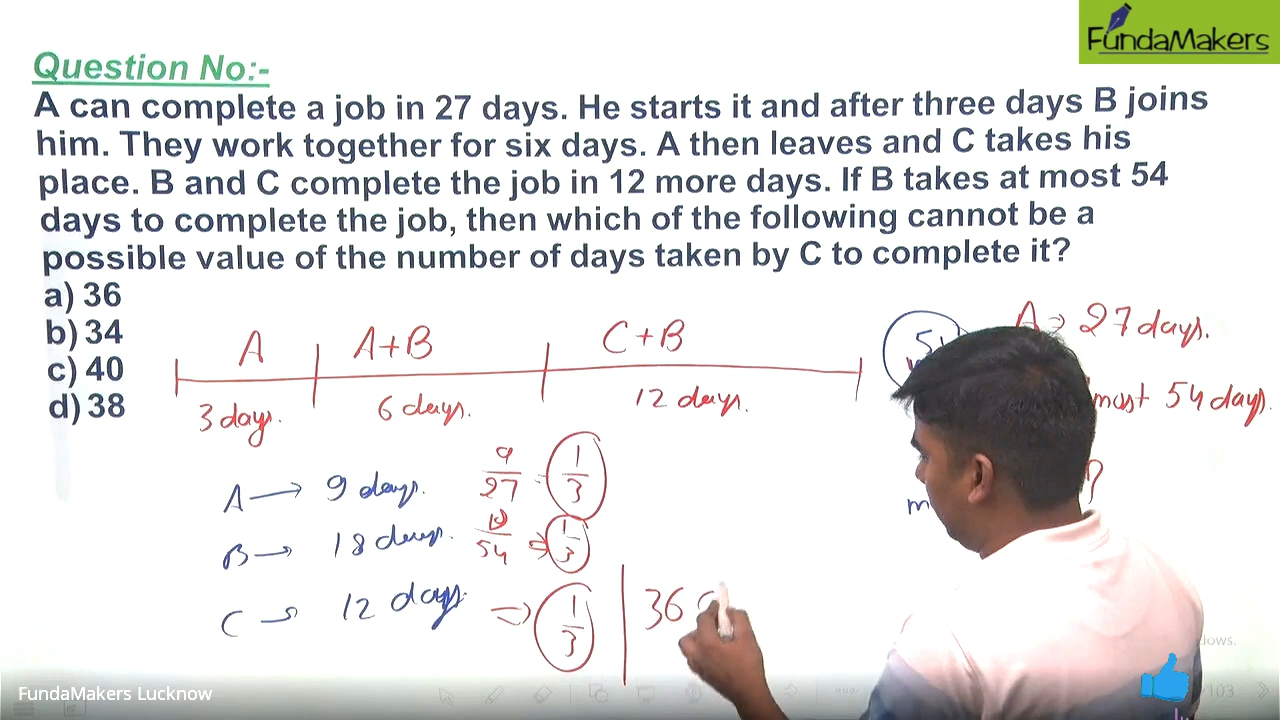 FundaMakers
Question No:-
A can complete a job in 27 days. He starts it and after three days B joins
him. They work together for six days. A then leaves and C takes his
place. B and C complete the job in 12 more days. If B takes at most 54
days to complete the job, then which of the following cannot be a
possible value of the number of days taken by C to complete it?
a) 36
b) 34
c) 40
d) 38
A A+B C+B
3 days. 6 days. 12 days.
A ⇒ 27 days.
most 54 days.
?
A → 9 days. 9/27 = 1/3
B → 18 days. 18/54 ⇒ 1/3
C → 12 days. ⇒ 1/3 | 36
lows.
/103
FundaMakers Lucknow